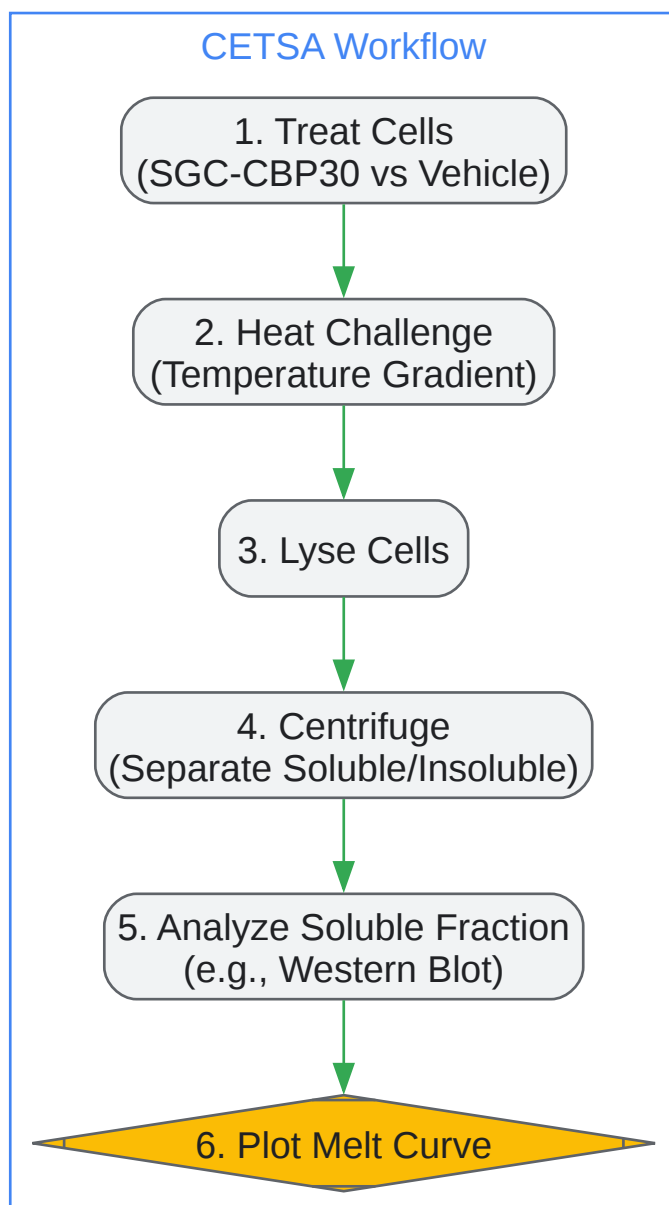 CETSA Workflow
1. Treat Cells
(SGC-CBP30 vs Vehicle)
2. Heat Challenge
(Temperature Gradient)
3. Lyse Cells
4. Centrifuge
(Separate Soluble/Insoluble)
5. Analyze Soluble Fraction
(e.g., Western Blot)
6. Plot Melt Curve